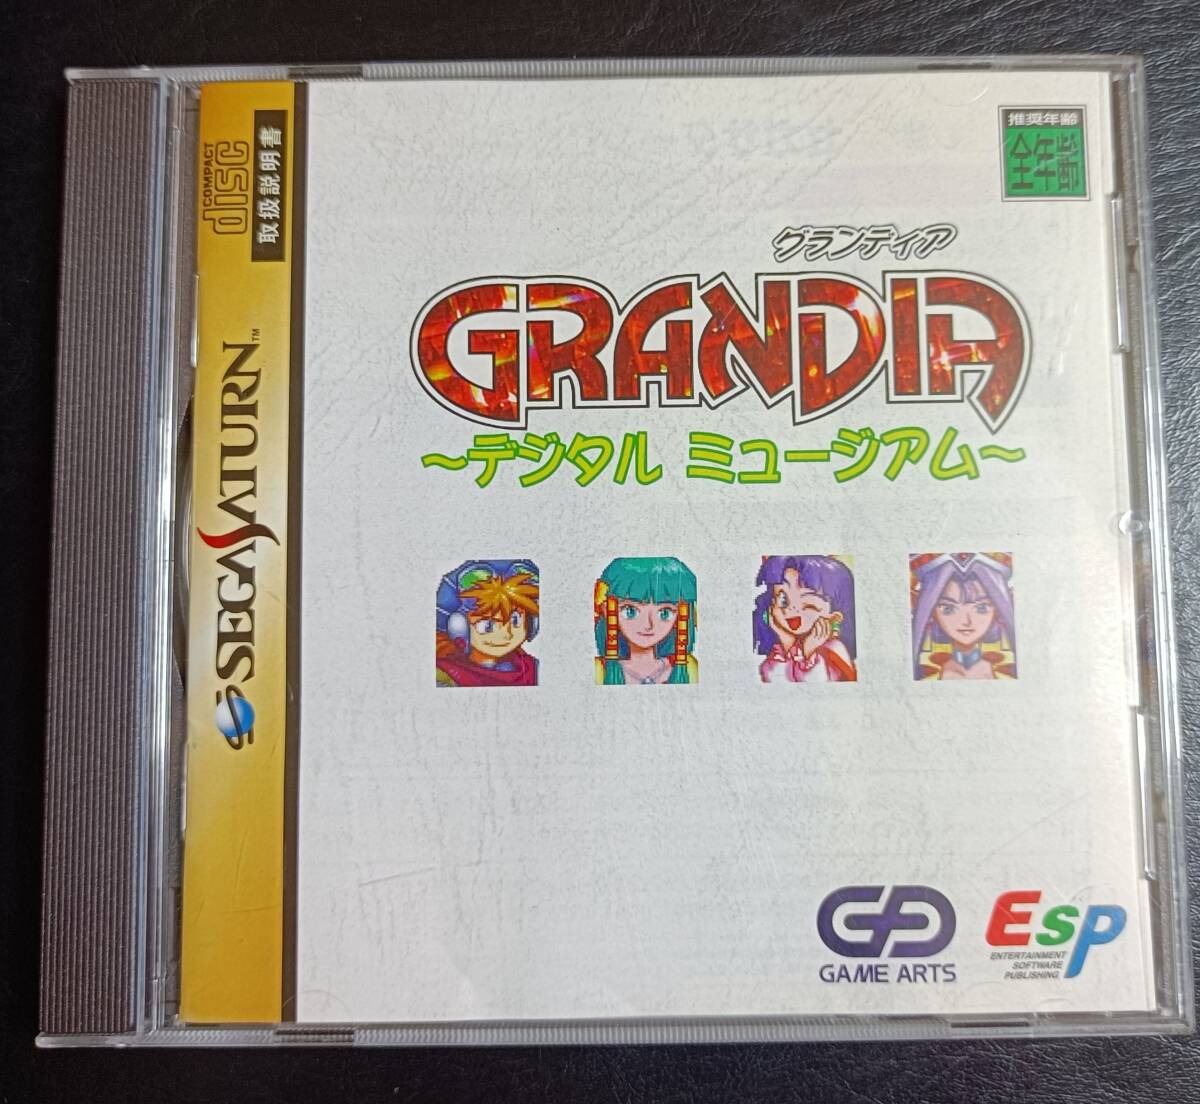 COMPACT
disc
取扱説明書
SEGA SATURN™
推奨年齢
全年齢
グランディア
GRANDIA
～デジタル ミュージアム～
GAME ARTS
ESP
ENTERTAINMENT
SOFTWARE
PUBLISHING